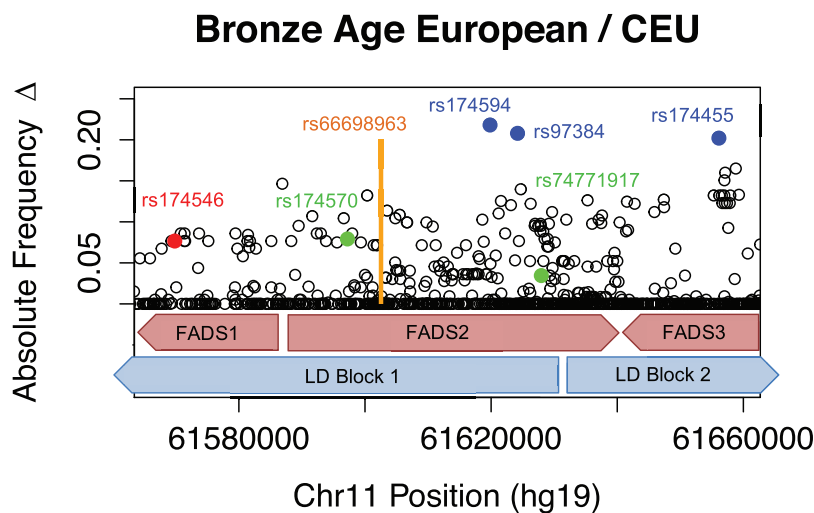 Bronze Age European / CEU
Absolute Frequency Δ
0.20
0.05
rs174546
rs174570
rs66698963
rs174594
rs97384
rs74771917
rs174455
FADS1
FADS2
FADS3
LD Block 1
LD Block 2
61580000
61620000
61660000
Chr11 Position (hg19)